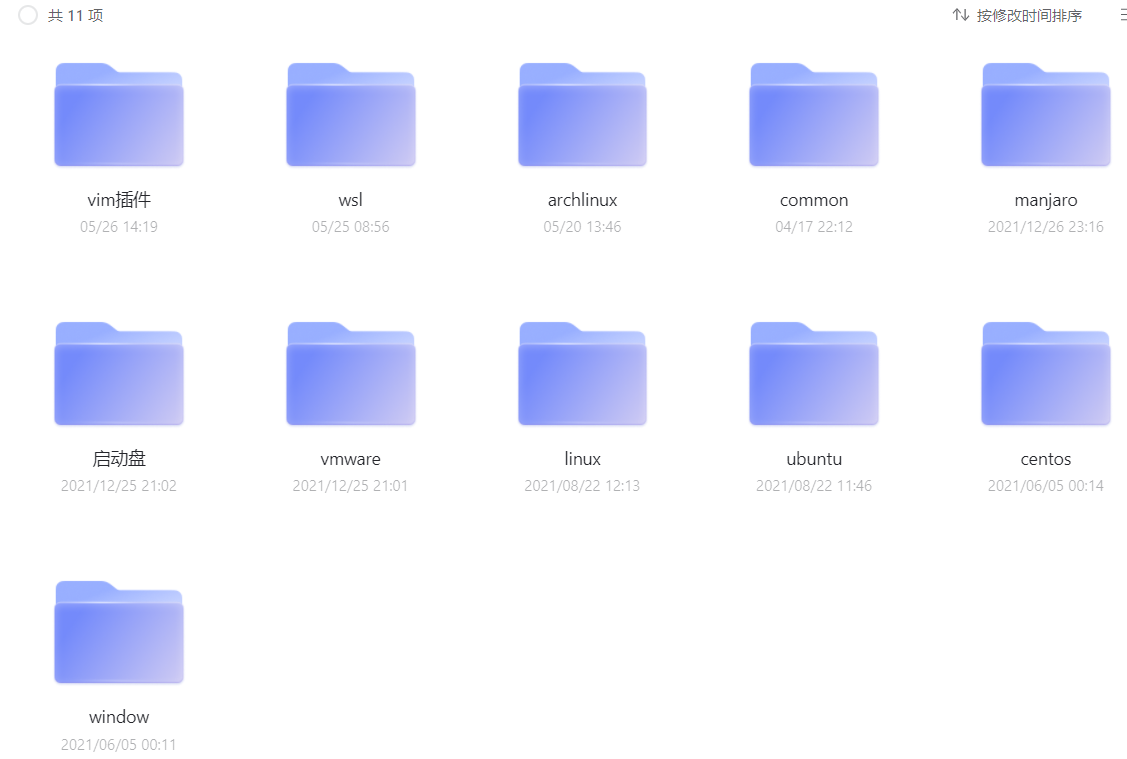 共 11 项
按修改时间排序
vim插件
wsl
archlinux
common
manjaro
05/26 14:19
05/25 08:56
05/20 13:46
04/17 22:12
2021/12/26 23:16
启动盘
vmware
linux
ubuntu
centos
2021/12/25 21:02
2021/12/25 21:01
2021/08/22 12:13
2021/08/22 11:46
2021/06/05 00:14
window
2021/06/05 00:11